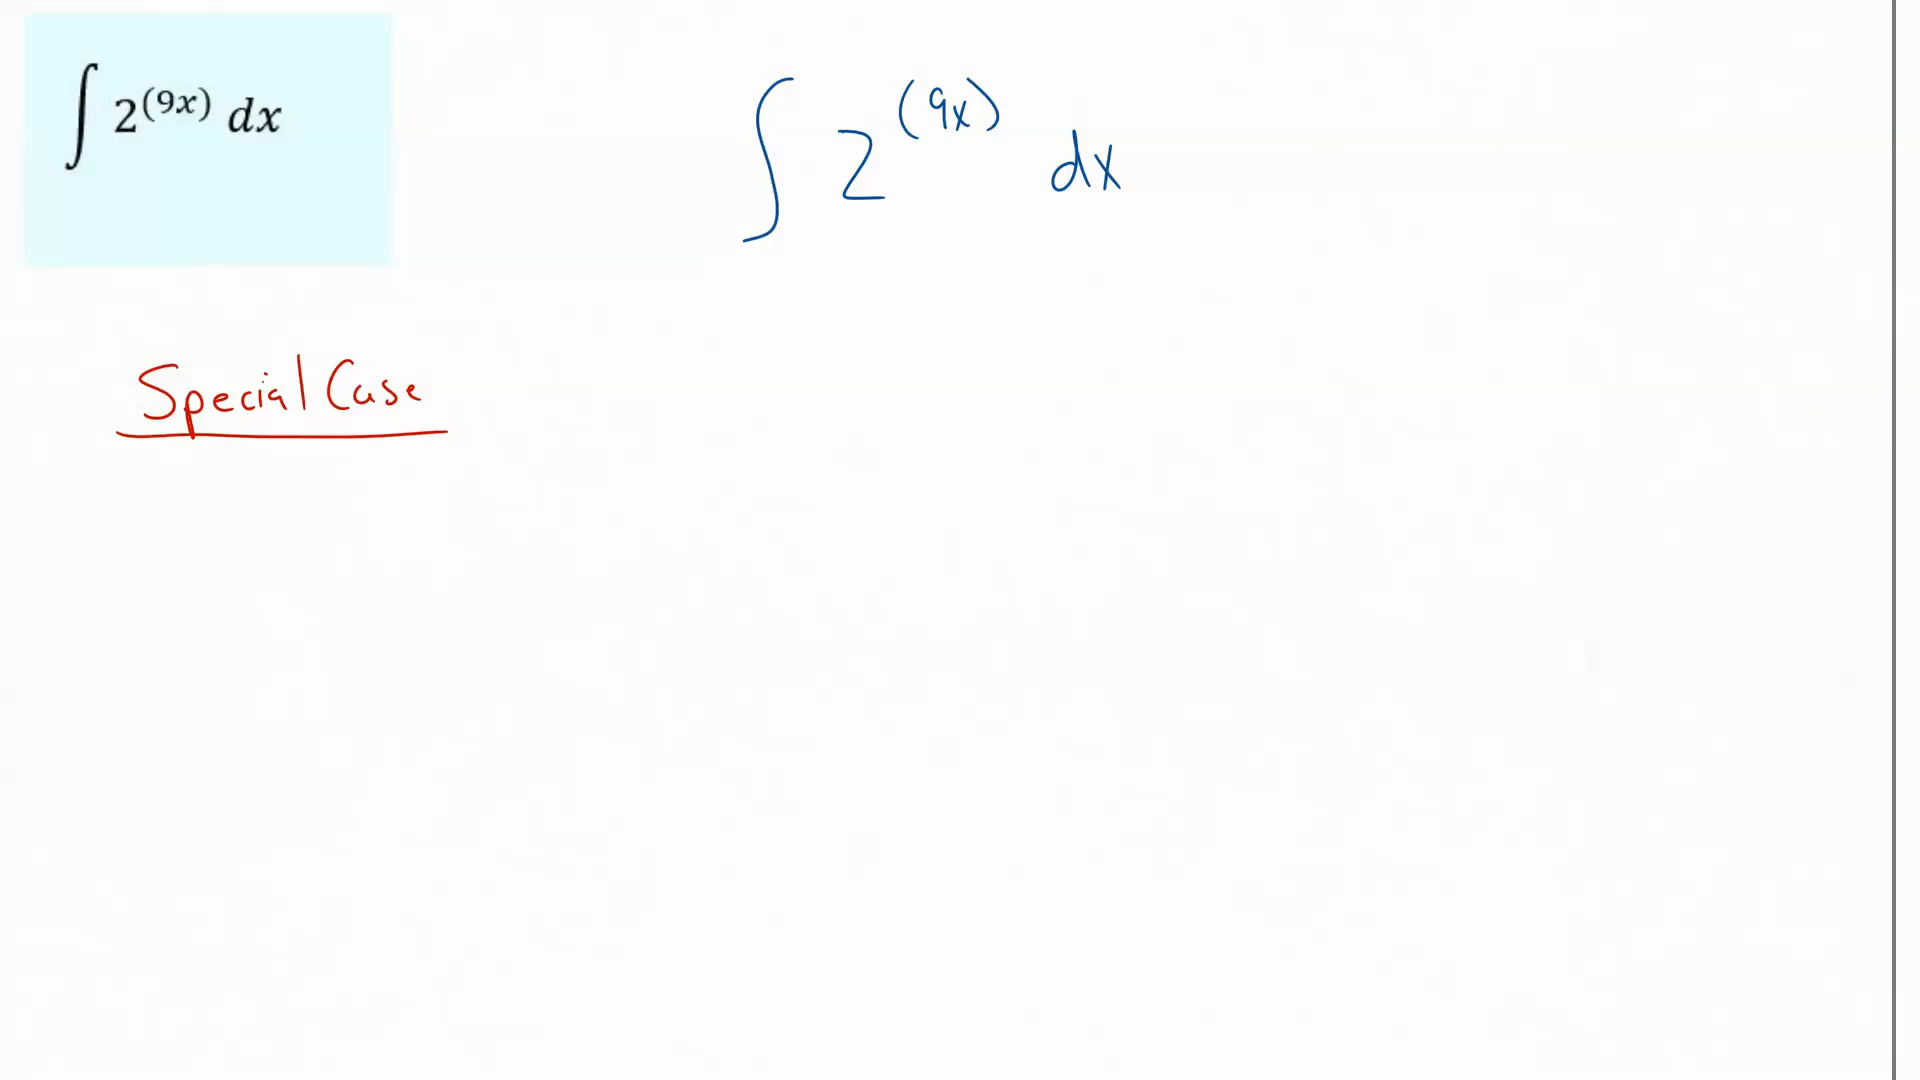 ∫ 2^(9x) dx
∫ 2^(9x) dx
Special Case